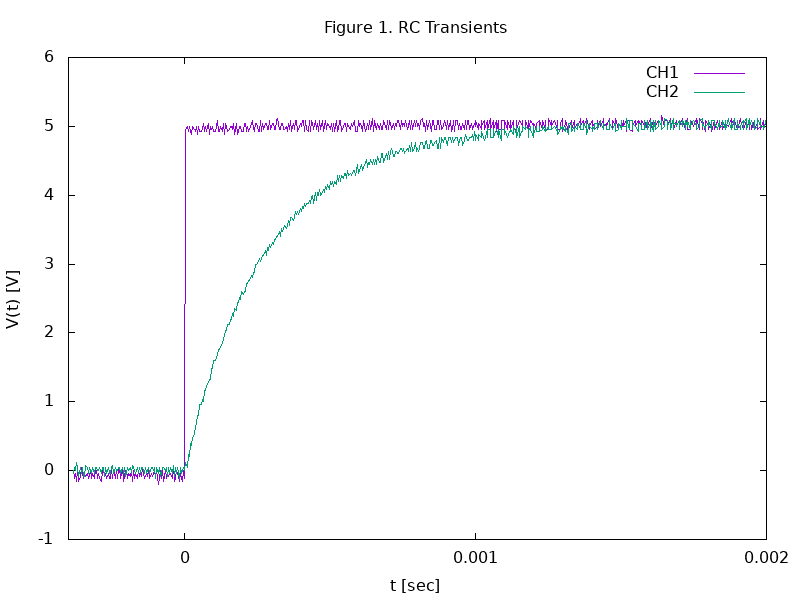 Figure 1. RC Transients
CH1
CH2
6
5
4
3
2
1
0
-1
V(t) [V]
0
0.001
0.002
t [sec]